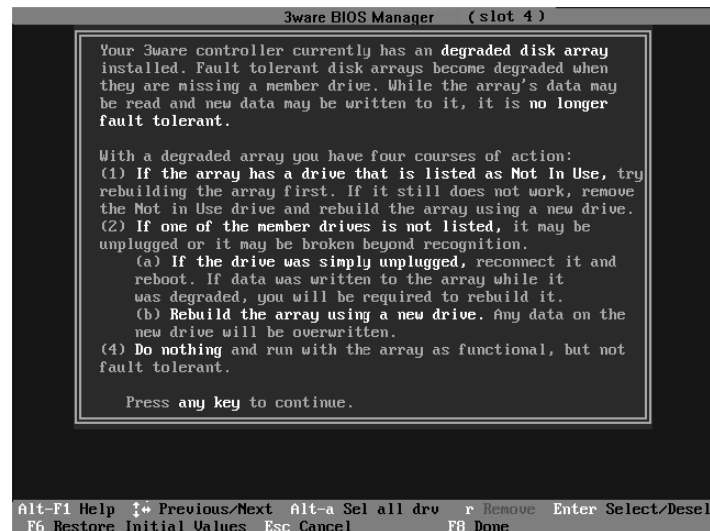 3ware BIOS Manager (slot 4)
Your 3ware controller currently has an degraded disk array
installed. Fault tolerant disk arrays become degraded when
they are missing a member drive. While the array's data may
be read and new data may be written to it, it is no longer
fault tolerant.
With a degraded array you have four courses of action:
(1) If the array has a drive that is listed as Not In Use, try
rebuilding the array first. If it still does not work, remove
the Not in Use drive and rebuild the array using a new drive.
(2) If one of the member drives is not listed, it may be
unplugged or it may be broken beyond recognition.
(a) If the drive was simply unplugged, reconnect it and
reboot. If data was written to the array while it
was degraded, you will be required to rebuild it.
(b) Rebuild the array using a new drive. Any data on the
new drive will be overwritten.
(4) Do nothing and run with the array as functional, but not
fault tolerant.
Press any key to continue.
Alt-F1 Help ↕↔ Previous/Next Alt-a Sel all drv r Remove Enter Select/Desel
F6 Restore Initial Values Esc Cancel F8 Done